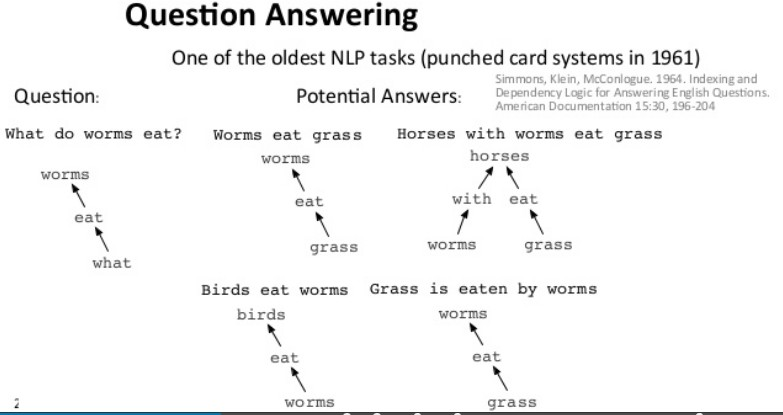 Question Answering
One of the oldest NLP tasks (punched card systems in 1961)
Simmons, Klein, McConlogue. 1964. Indexing and
Dependency Logic for Answering English Questions.
American Documentation 15:30, 196-204
Question:
Potential Answers:
What do worms eat?
worms
eat
what
Worms eat grass
worms
eat
grass
Horses with worms eat grass
horses
with eat
worms grass
Birds eat worms
birds
eat
worms
Grass is eaten by worms
worms
eat
grass
2